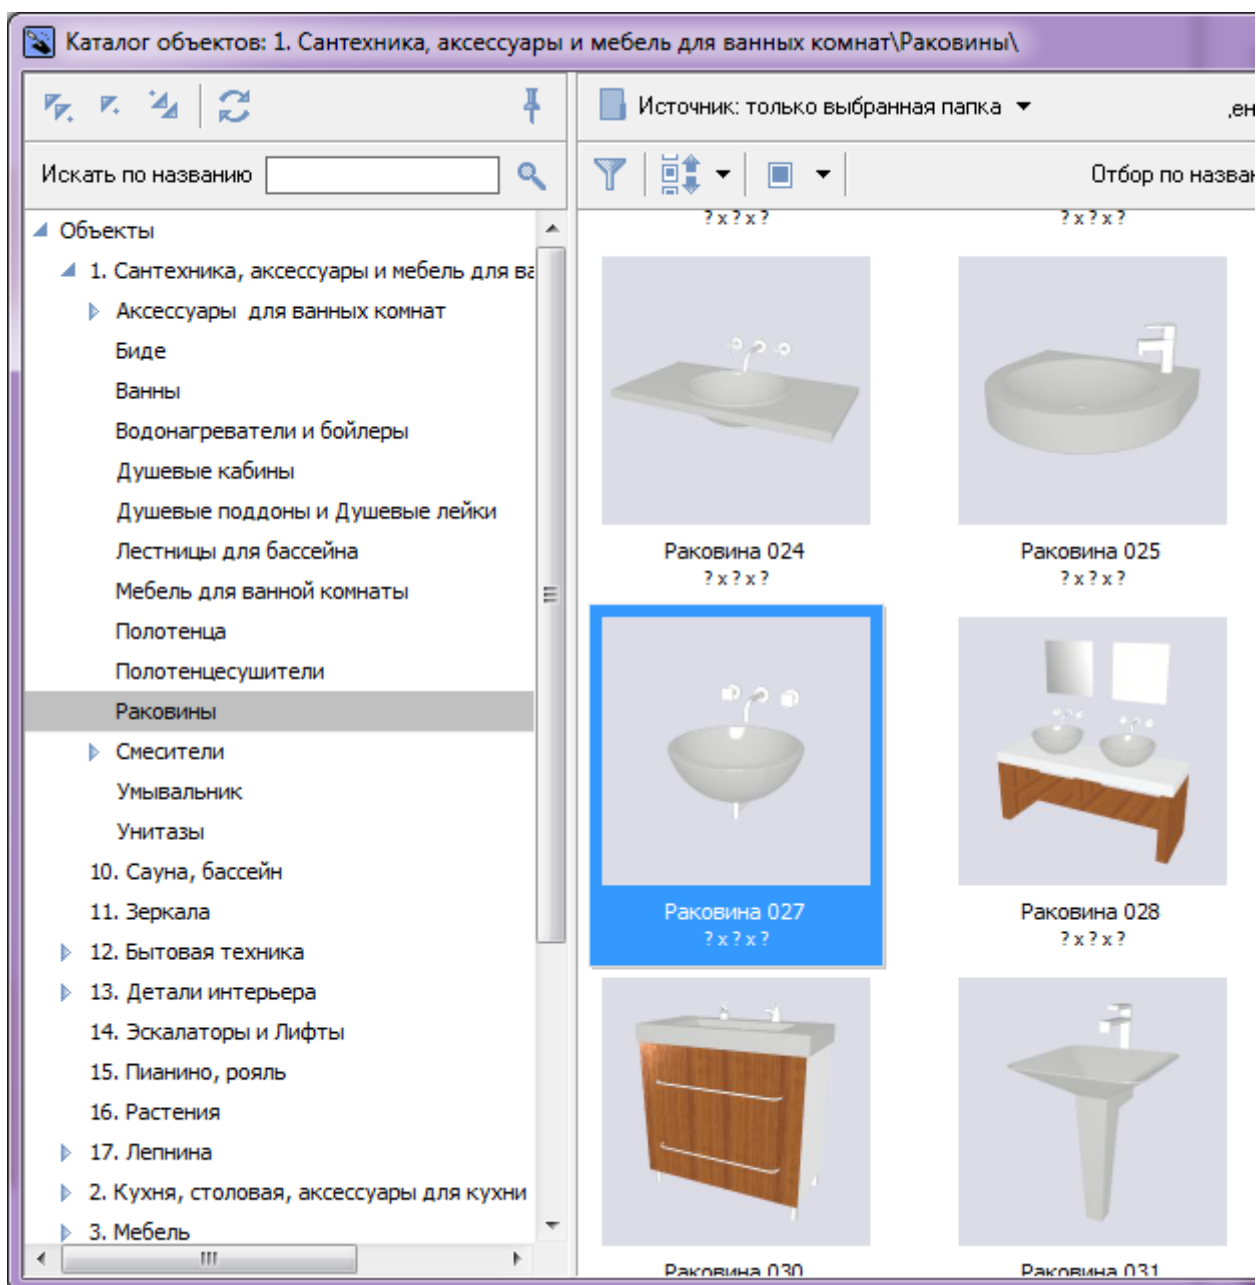 Каталог объектов: 1. Сантехника, аксессуары и мебель для ванных комнат\Раковины\
Искать по названию
Объекты
1. Сантехника, аксессуары и мебель для ва
Аксессуары для ванных комнат
Биде
Ванны
Водонагреватели и бойлеры
Душевые кабины
Душевые поддоны и Душевые лейки
Лестницы для бассейна
Мебель для ванной комнаты
Полотенца
Полотенцесушители
Раковины
Смесители
Умывальник
Унитазы
10. Сауна, бассейн
11. Зеркала
12. Бытовая техника
13. Детали интерьера
14. Эскалаторы и Лифты
15. Пианино, рояль
16. Растения
17. Лепнина
2. Кухня, столовая, аксессуары для кухни
3. Мебель
Источник: только выбранная папка
Отбор по назван
? x ? x ? ? x ? x ?
Раковина 024 Раковина 025
? x ? x ? ? x ? x ?
Раковина 027 Раковина 028
? x ? x ? ? x ? x ?
Раковина 030 Раковина 031